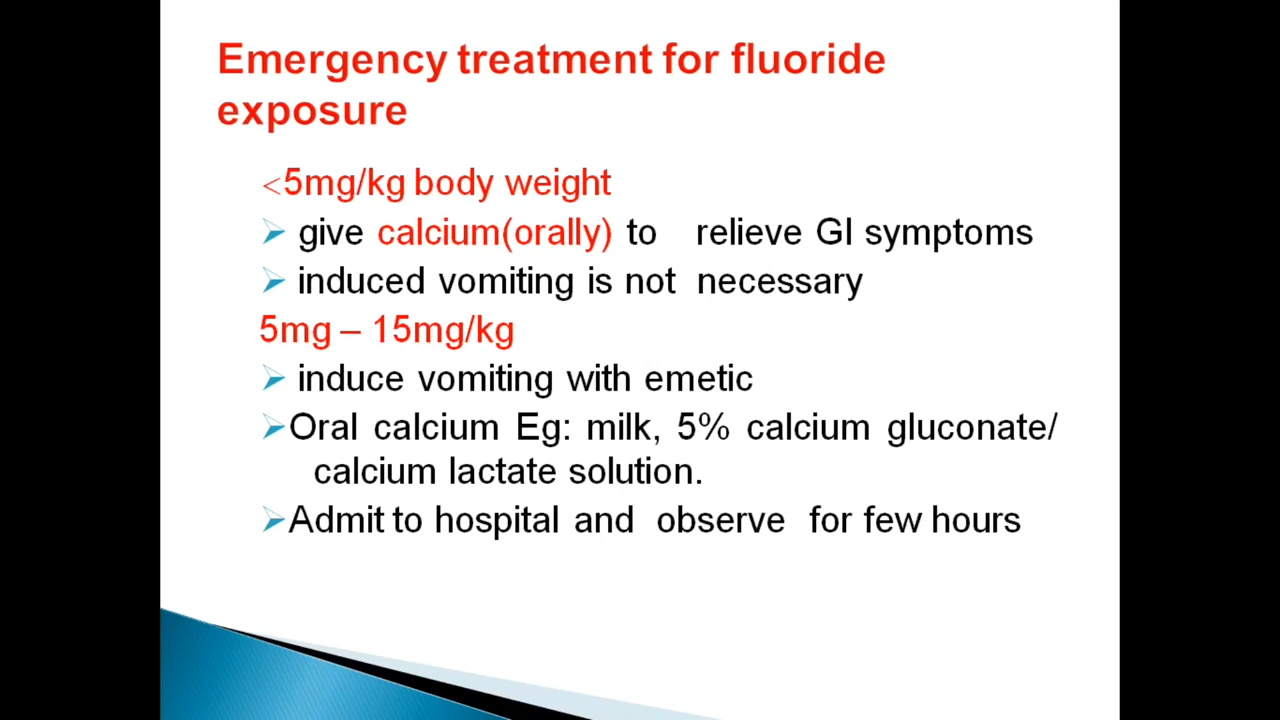 Emergency treatment for fluoride
exposure
<5mg/kg body weight
➢ give calcium(orally) to relieve GI symptoms
➢ induced vomiting is not necessary
5mg – 15mg/kg
➢ induce vomiting with emetic
➢Oral calcium Eg: milk, 5% calcium gluconate/
calcium lactate solution.
➢Admit to hospital and observe for few hours